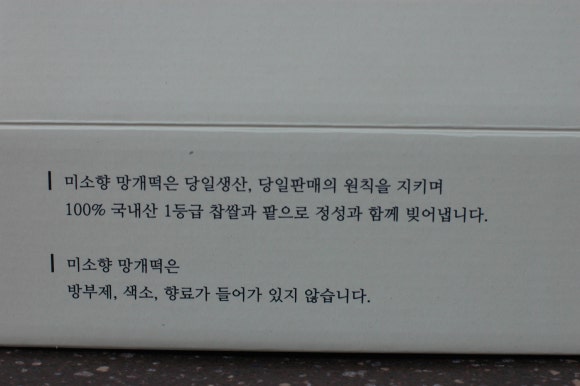 미소향 망개떡은 당일생산, 당일판매의 원칙을 지키며
100% 국내산 1등급 찹쌀과 팥으로 정성과 함께 빚어냅니다.
미소향 망개떡은
방부제, 색소, 향료가 들어가 있지 않습니다.